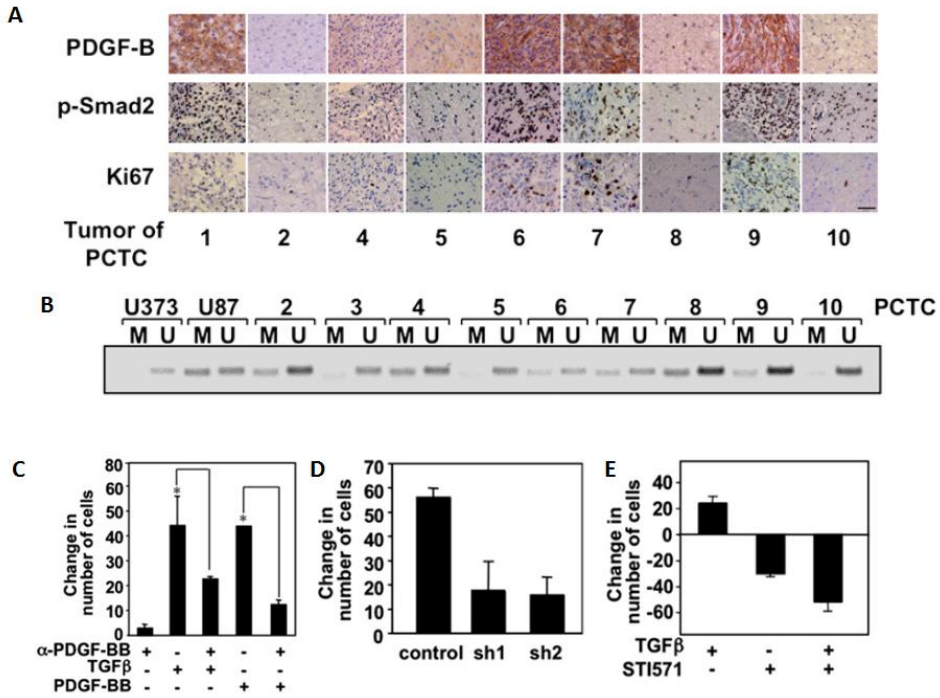 A
PDGF-B
p-Smad2
Ki67
Tumor of PCTC
1 2 4 5 6 7 8 9 10
B
U373 U87 2 3 4 5 6 7 8 9 10 PCTC
M U M U M U M U M U M U M U M U M U M U M U
C
Change in number of cells
80
70
60
50
40
30
20
10
0
* *
α-PDGF-BB + - + - +
TGFβ - + + - -
PDGF-BB - - - + +
D
Change in number of cells
70
60
50
40
30
20
10
0
control sh1 sh2
E
Change in number of cells
40
20
0
-20
-40
-60
TGFβ + - +
STI571 - + +